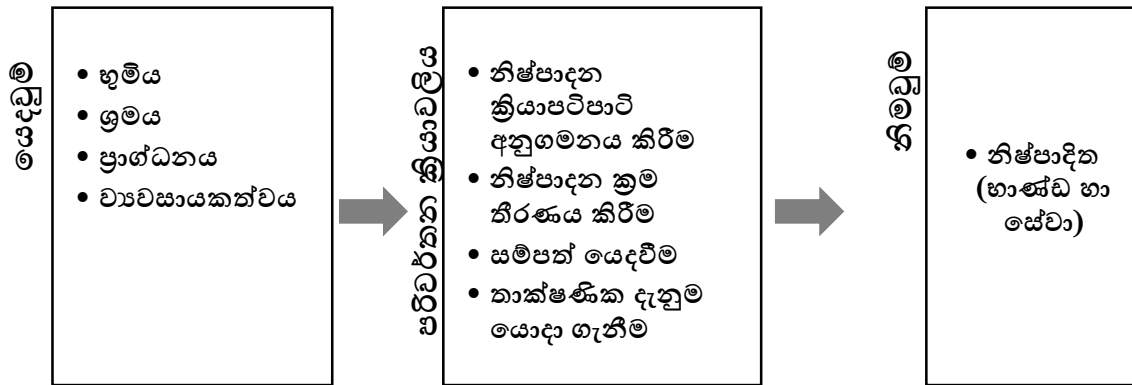 යෙදවුම්
• භූමිය
• ශ්‍රමය
• ප්‍රාග්ධනය
• ව්‍යවසායකත්වය
පරිවර්තන ක්‍රියාවලිය
• නිෂ්පාදන
ක්‍රියාපටිපාටි
අනුගමනය කිරීම
• නිෂ්පාදන ක්‍රම
තීරණය කිරීම
• සම්පත් යෙදවීම
• තාක්ෂණික දැනුම
යොදා ගැනීම
නිමවුම්
• නිෂ්පාදිත
(භාණ්ඩ හා
සේවා)